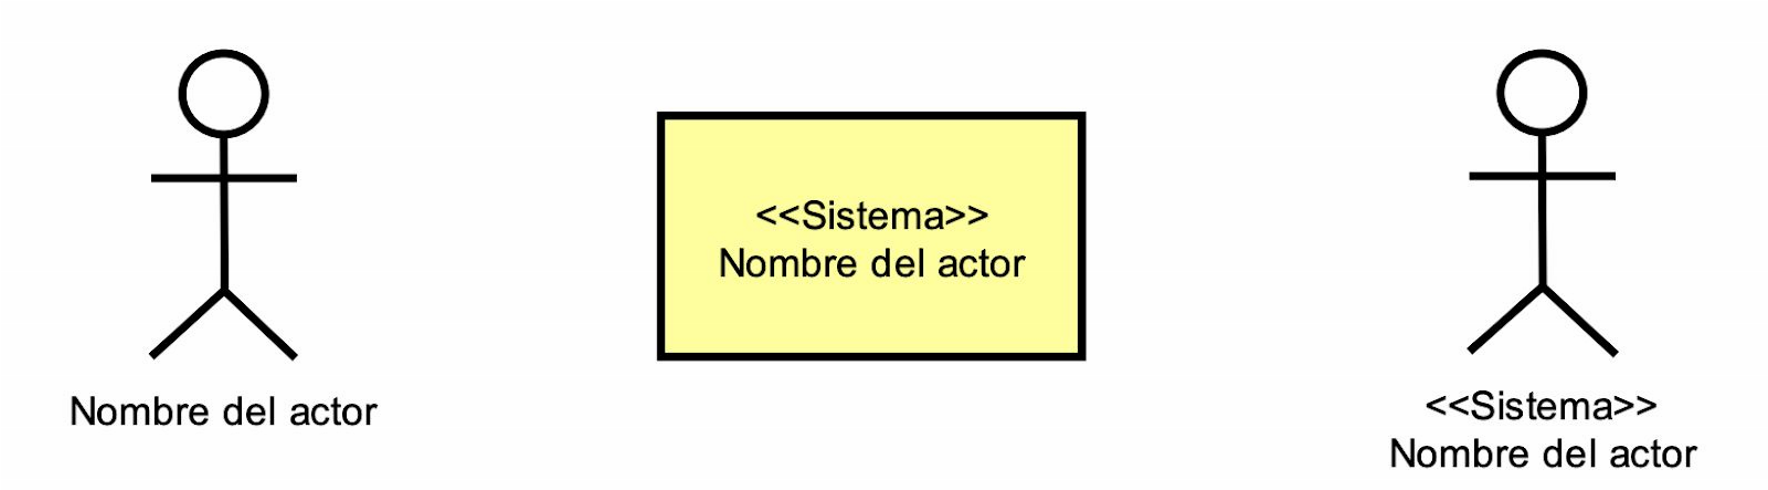 Nombre del actor
<<Sistema>>
Nombre del actor
<<Sistema>>
Nombre del actor